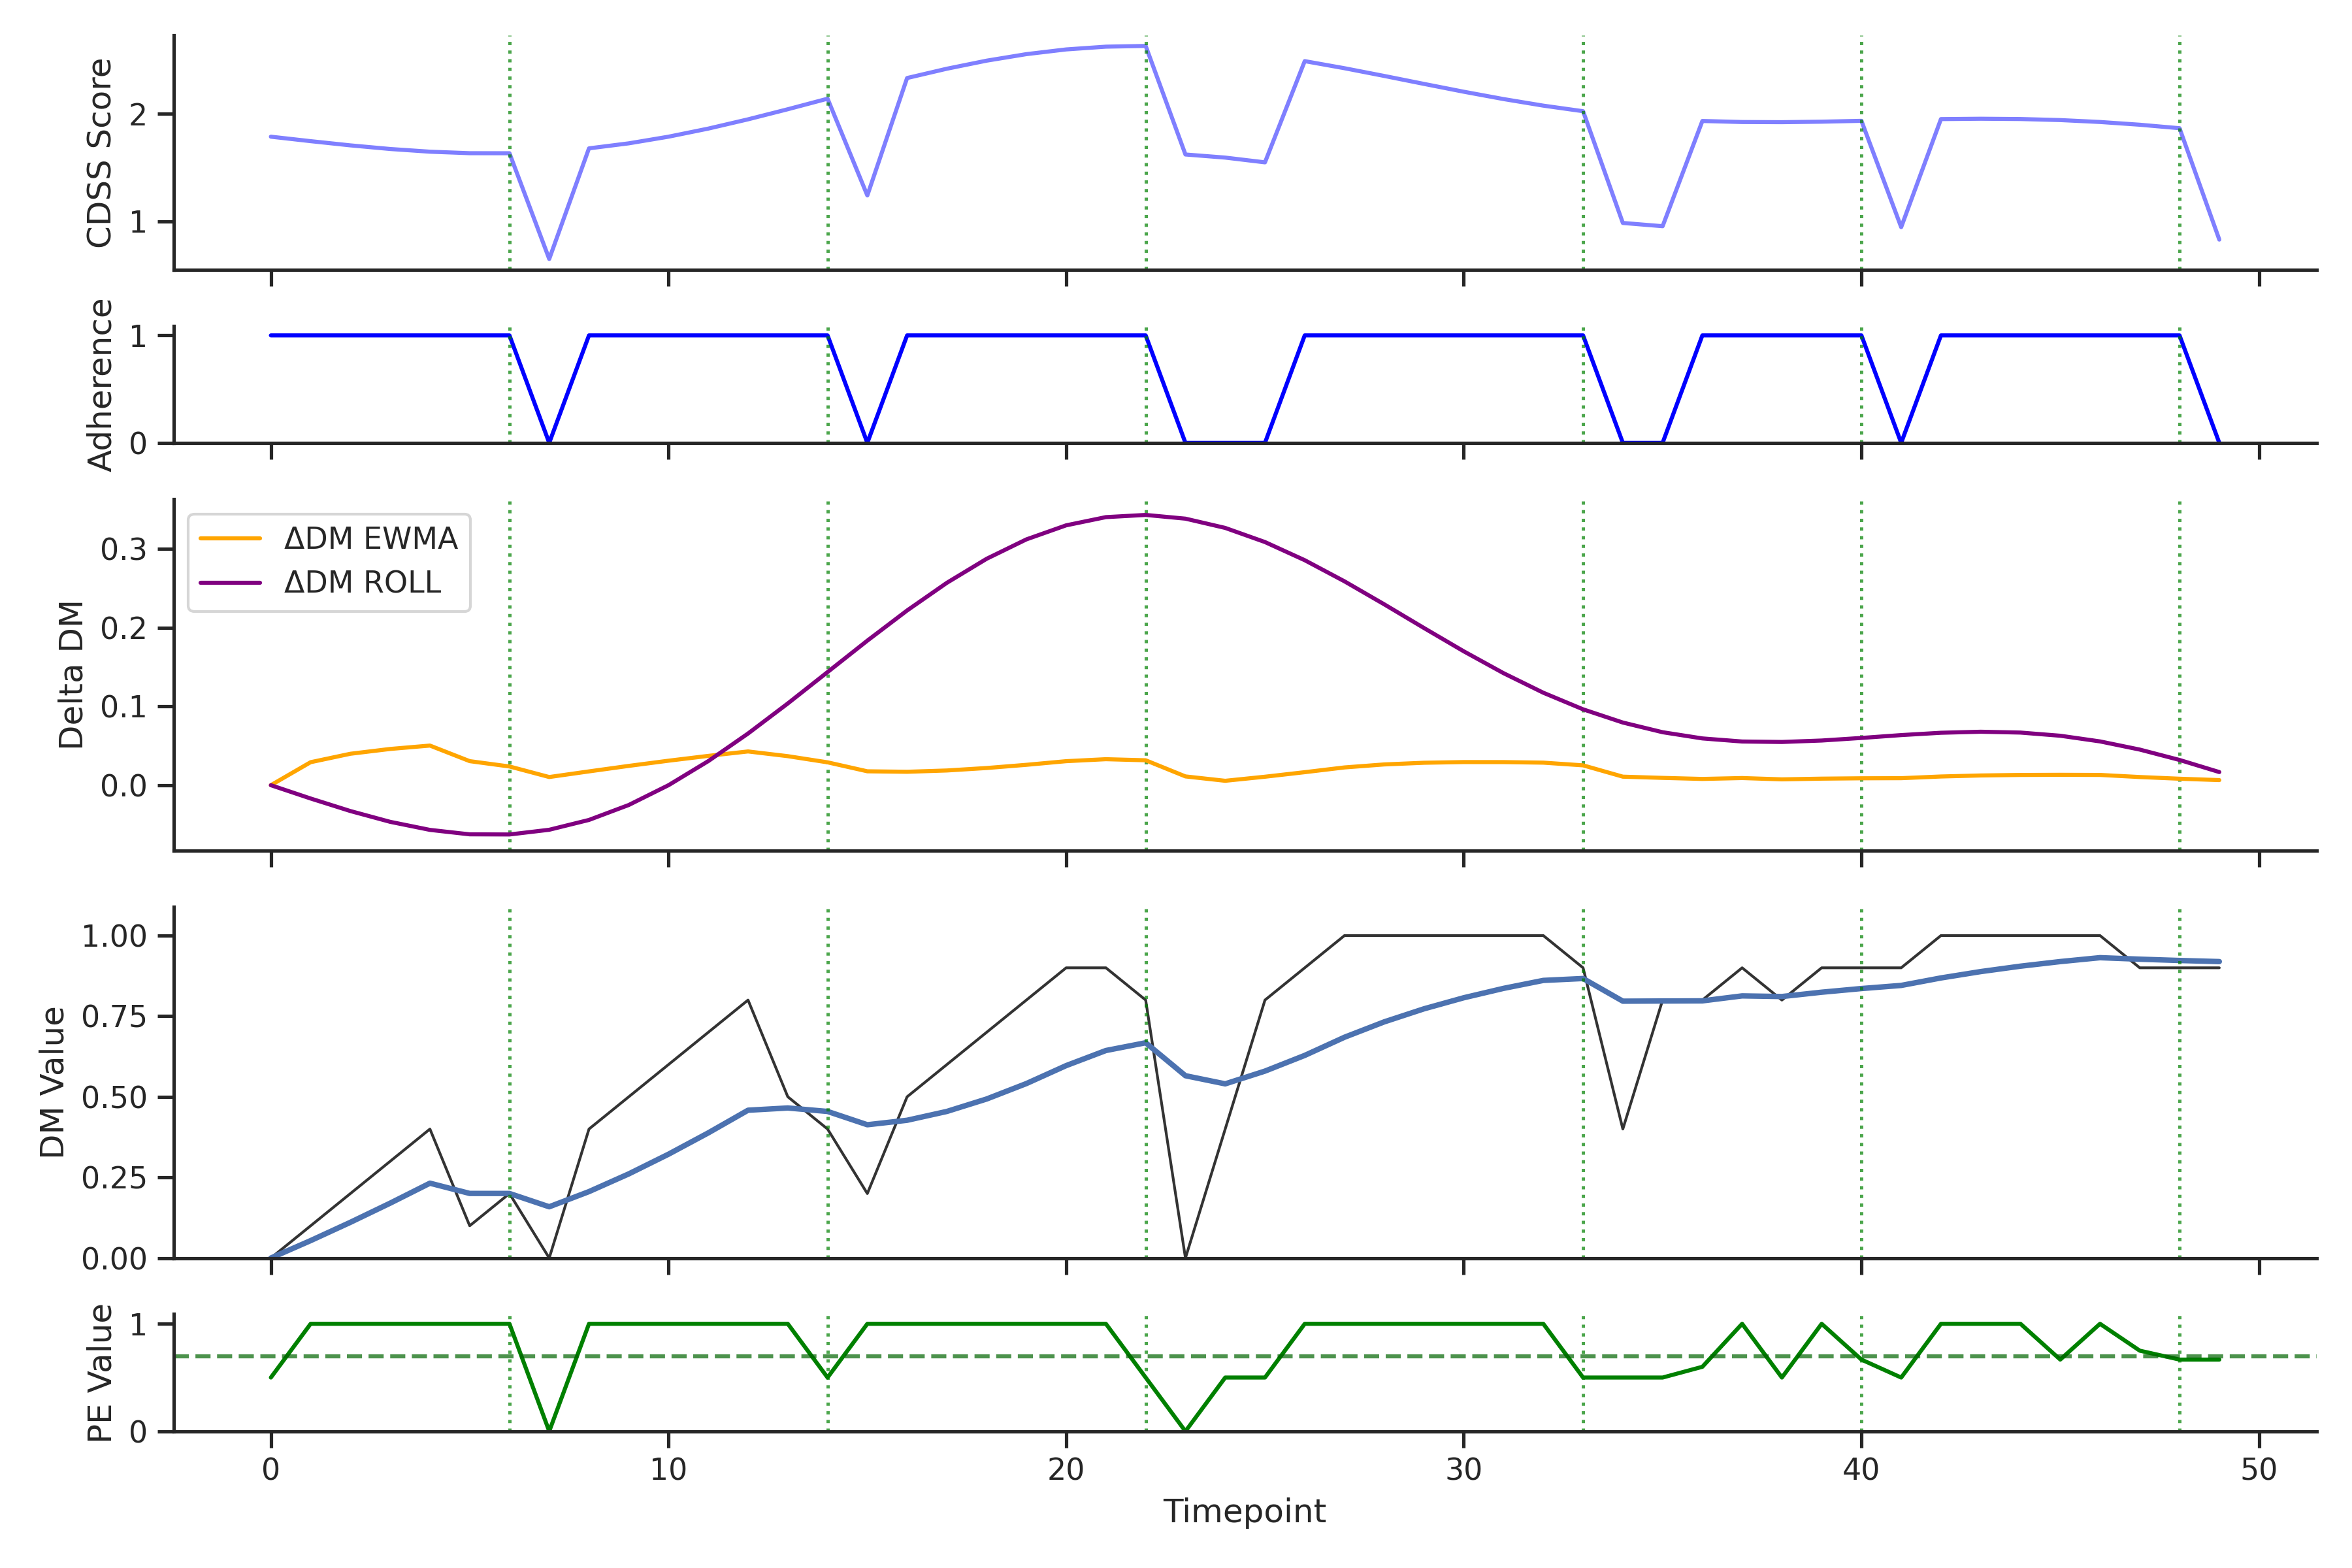 CDSS Score
2
1
Adherence
1
0
Delta DM
0.3
0.2
0.1
0.0
ΔDM EWMA
ΔDM ROLL
DM Value
1.00
0.75
0.50
0.25
0.00
PE Value
1
0
0 10 20 30 40 50
Timepoint